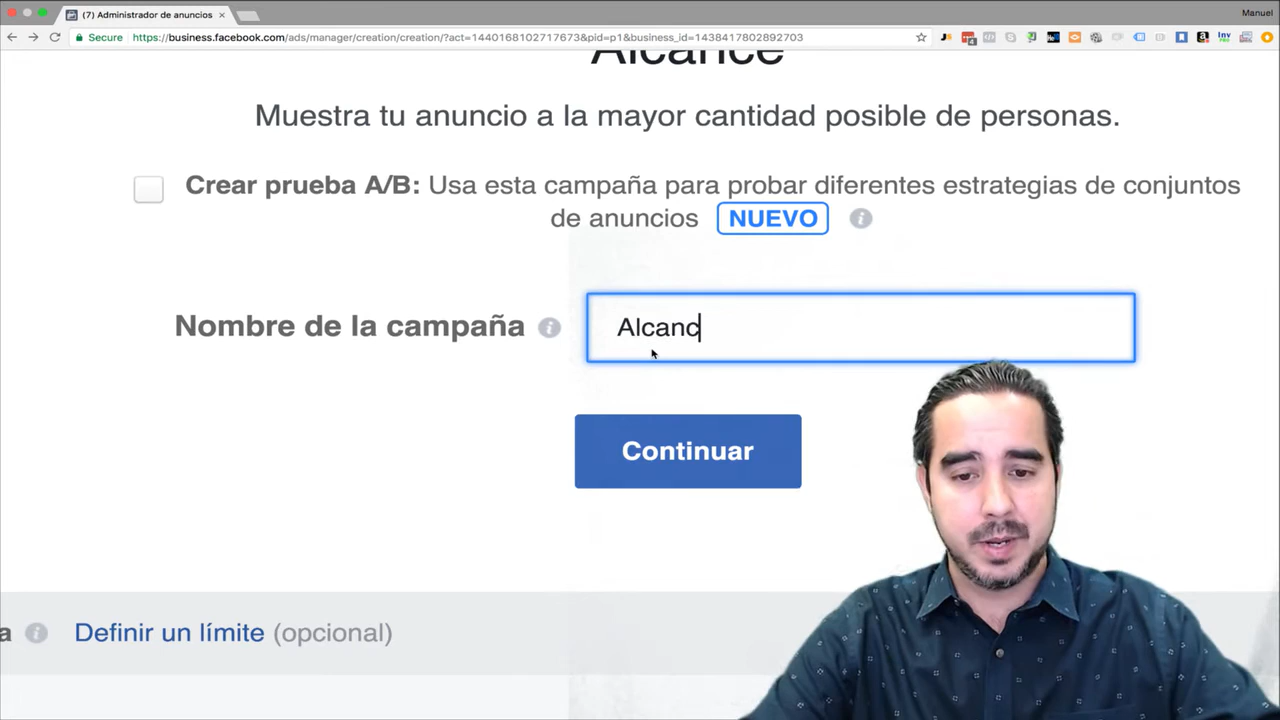 (7) Administrador de anuncios
Manuel
Secure https://business.facebook.com/ads/manager/creation/creation/?act=1440168102717673&pid=p1&business_id=1438417802892703
Alcance
Muestra tu anuncio a la mayor cantidad posible de personas.
Crear prueba A/B: Usa esta campaña para probar diferentes estrategias de conjuntos
de anuncios NUEVO
Nombre de la campaña Alcanc
Continuar
a Definir un límite (opcional)